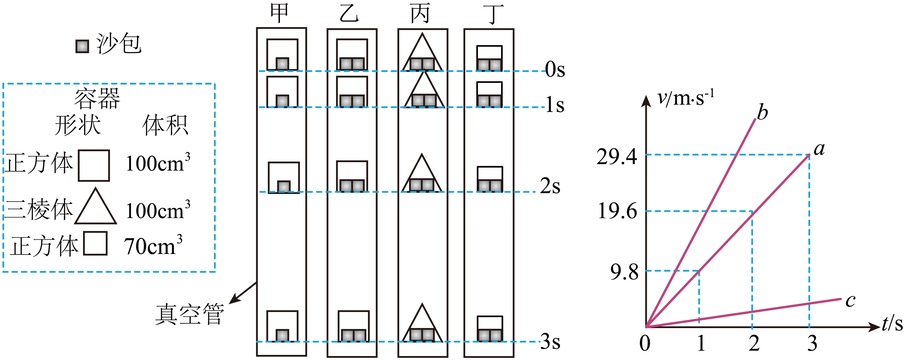 沙包
容器
形状 体积
正方体 100cm³
三棱体 100cm³
正方体 70cm³
甲 乙 丙 丁
0s
1s
2s
3s
真空管
v/m·s⁻¹
b
a
29.4
19.6
9.8
c
0 1 2 3 t/s